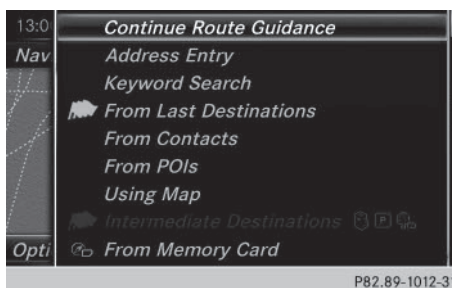 13:0
Continue Route Guidance
Nav
Address Entry
Keyword Search
From Last Destinations
From Contacts
From POIs
Using Map
Intermediate Destinations
Opti
From Memory Card
P82.89-1012-3